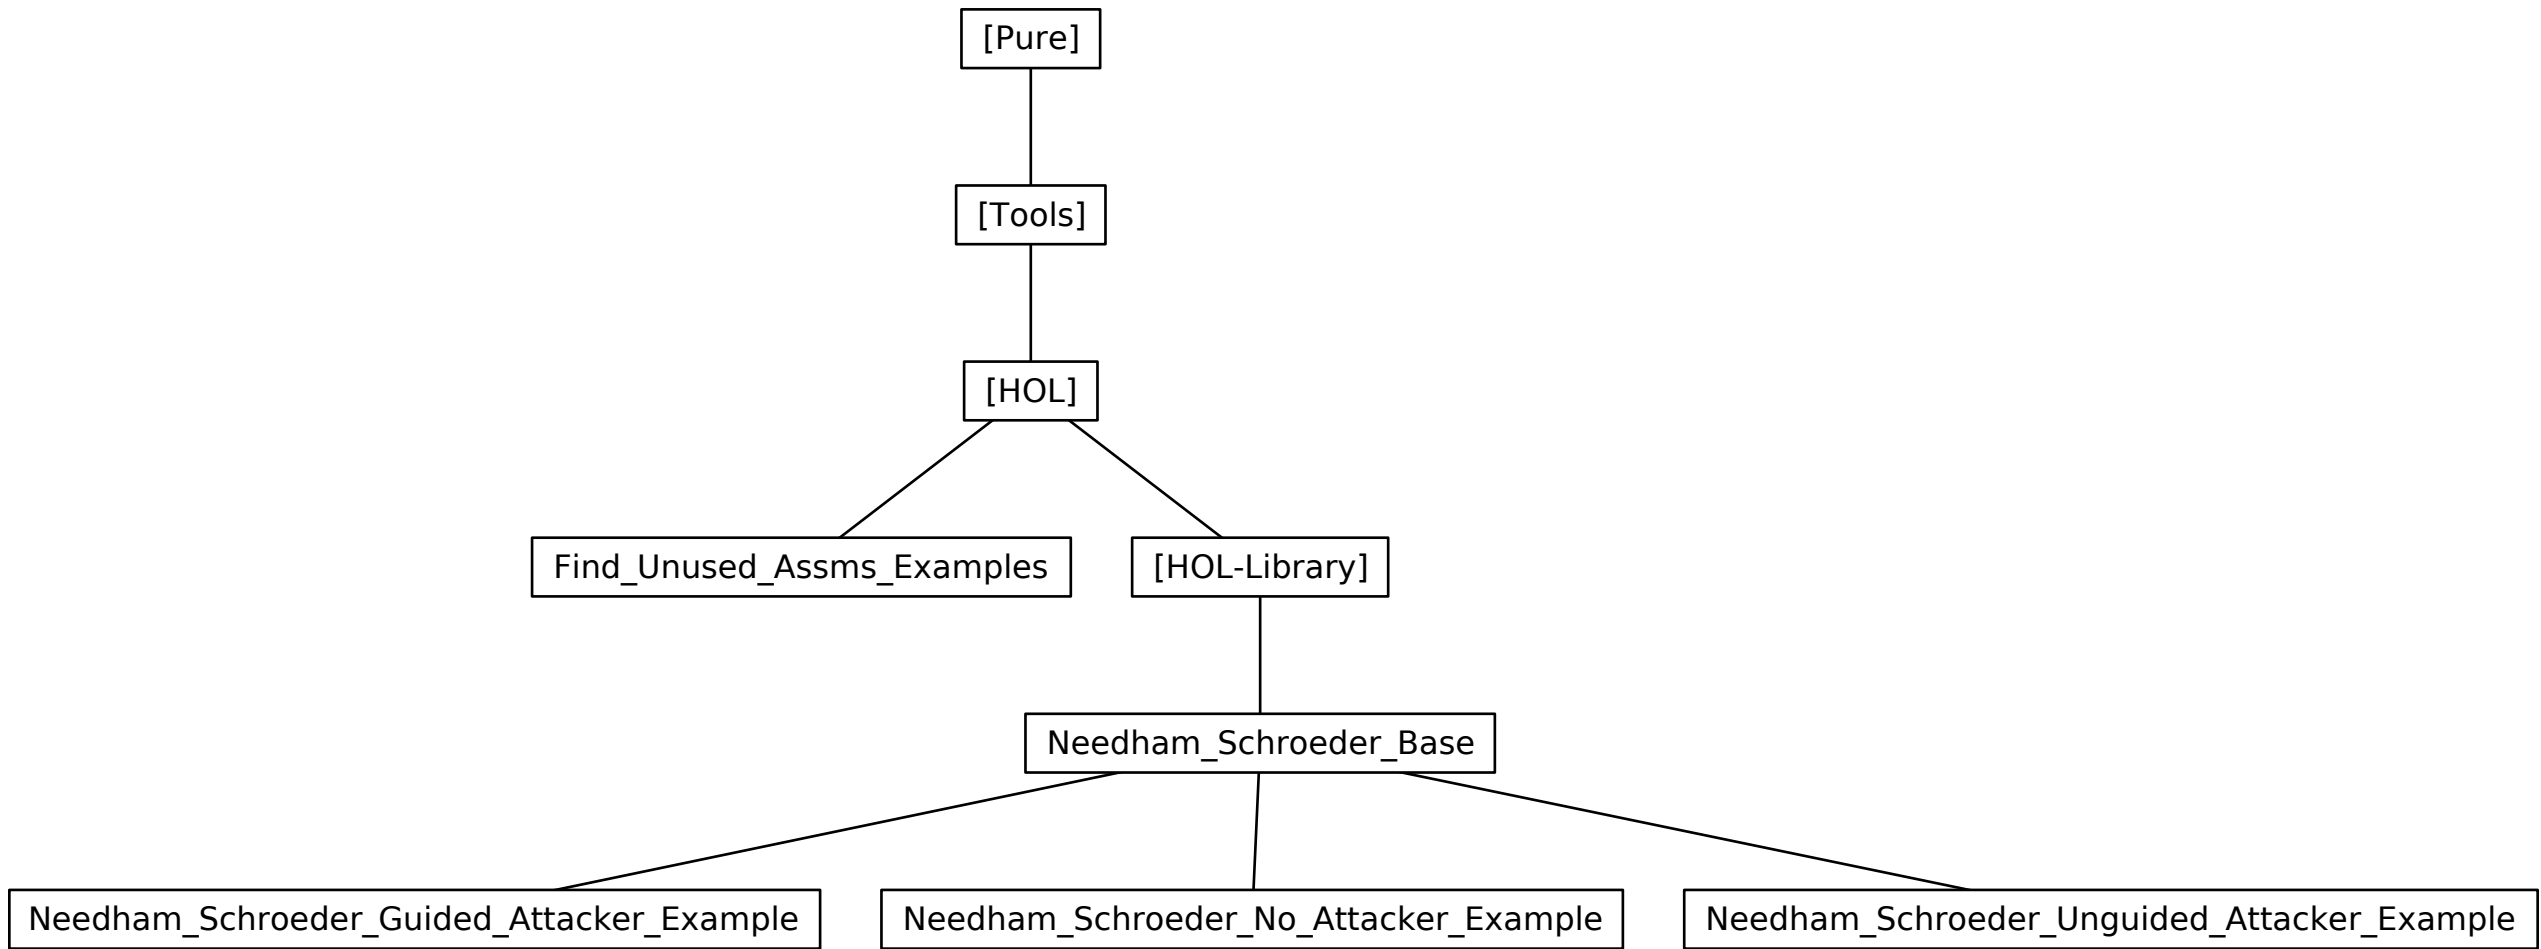 [Pure]
[Tools]
[HOL]
Find_Unused_Assms_Examples
[HOL-Library]
Needham_Schroeder_Base
Needham_Schroeder_Guided_Attacker_Example
Needham_Schroeder_No_Attacker_Example
Needham_Schroeder_Unguided_Attacker_Example